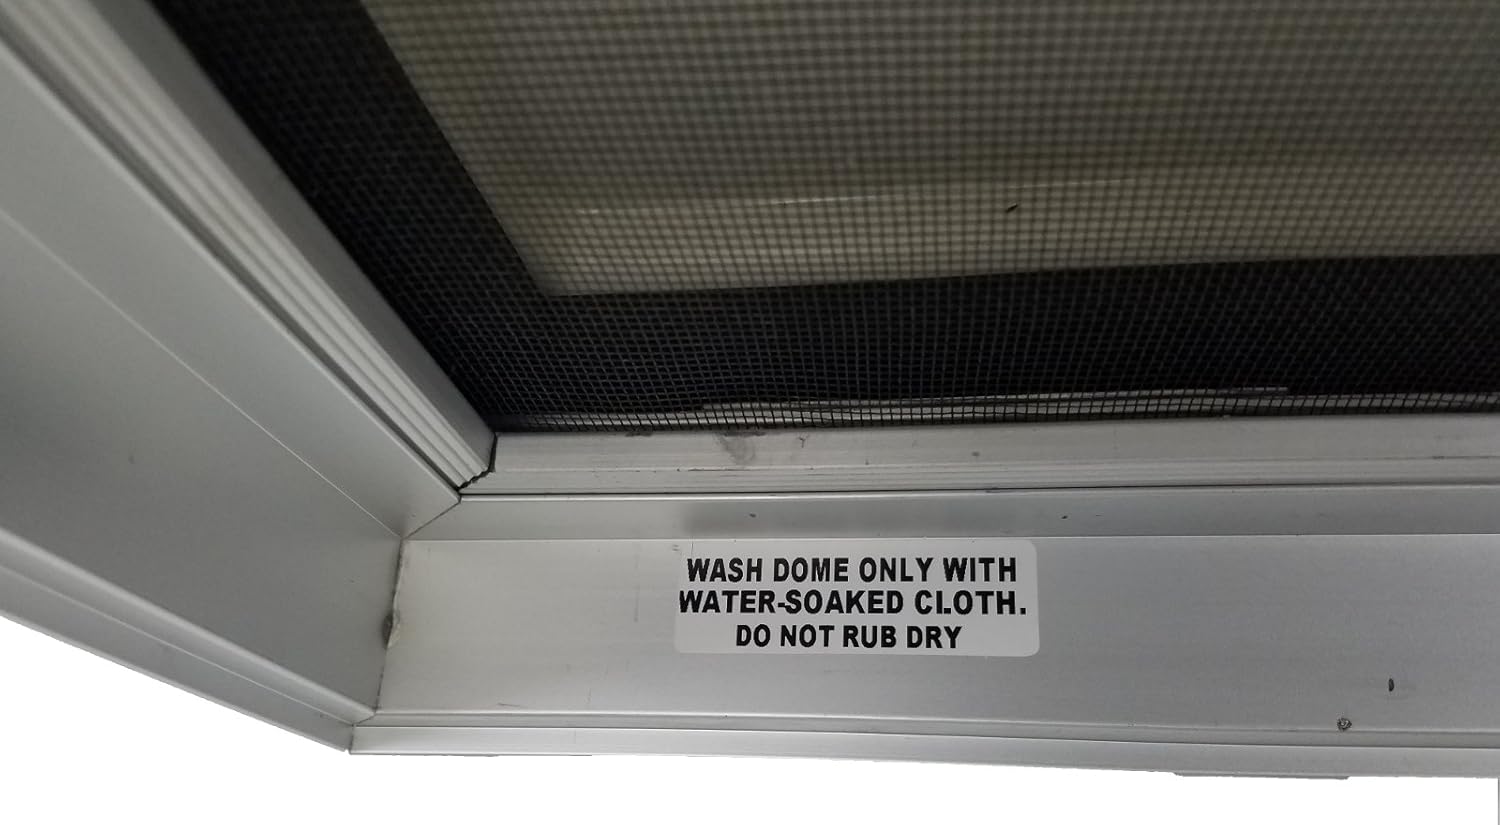 WASH DOME ONLY WITH
WATER-SOAKED CLOTH.
DO NOT RUB DRY